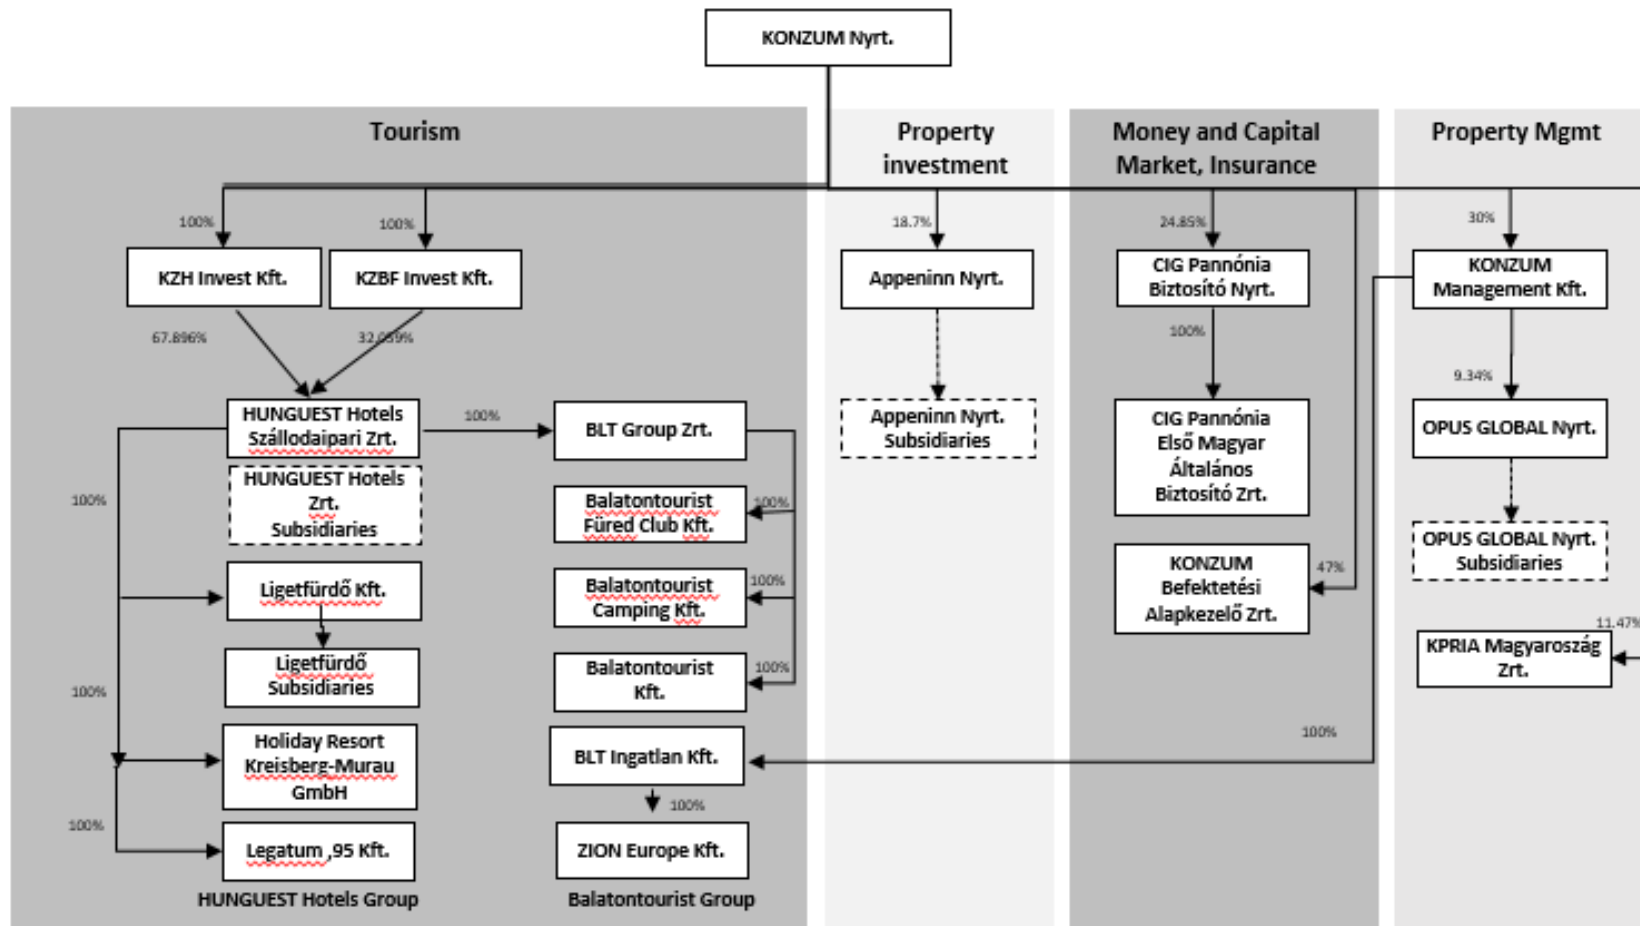 KONZUM Nyrt.
Tourism
Property
investment
Money and Capital
Market, Insurance
Property Mgmt
100%
100%
18.7%
24.85%
30%
KZH Invest Kft.
KZBF Invest Kft.
Appeninn Nyrt.
CIG Pannónia
Biztosító Nyrt.
KONZUM
Management Kft.
67.896%
100%
9.34%
HUNGUEST Hotels
Szállodaipari Zrt.
100%
BLT Group Zrt.
Appeninn Nyrt.
Subsidiaries
CIG Pannónia
Első Magyar
Általános
Biztosító Zrt.
OPUS GLOBAL Nyrt.
HUNGUEST Hotels
Zrt.
Subsidiaries
100%
Balatontourist
Füred Club Kft.
100%
OPUS GLOBAL Nyrt.
Subsidiaries
Ligetfürdő Kft.
Balatontourist
Camping Kft.
100%
KONZUM
Befektetési
Alapkezelő Zrt.
47%
Ligetfürdő
Subsidiaries
100%
Balatontourist
Kft.
100%
11.47%
KPRIA Magyaroszág
Zrt.
Holiday Resort
Kreisberg-Murau
GmbH
BLT Ingatlan Kft.
100%
100%
100%
Legatum ,95 Kft.
ZION Europe Kft.
HUNGUEST Hotels Group
Balatontourist Group